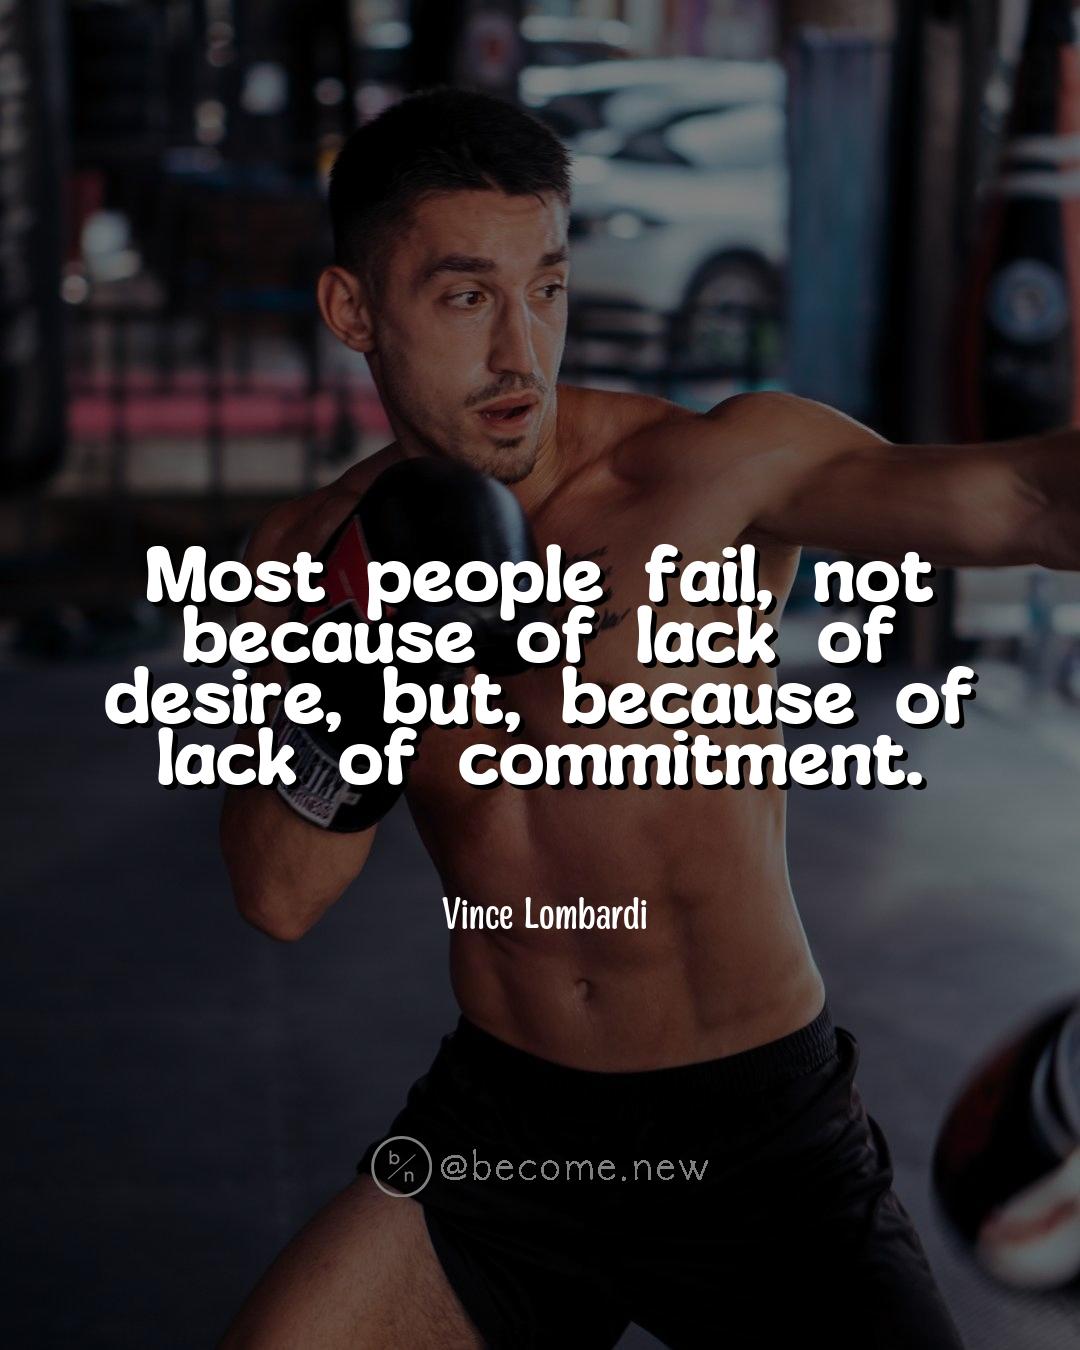 Most people fail, not
because of lack of
desire, but, because of
lack of commitment.
Vince Lombardi
b/n @become.new